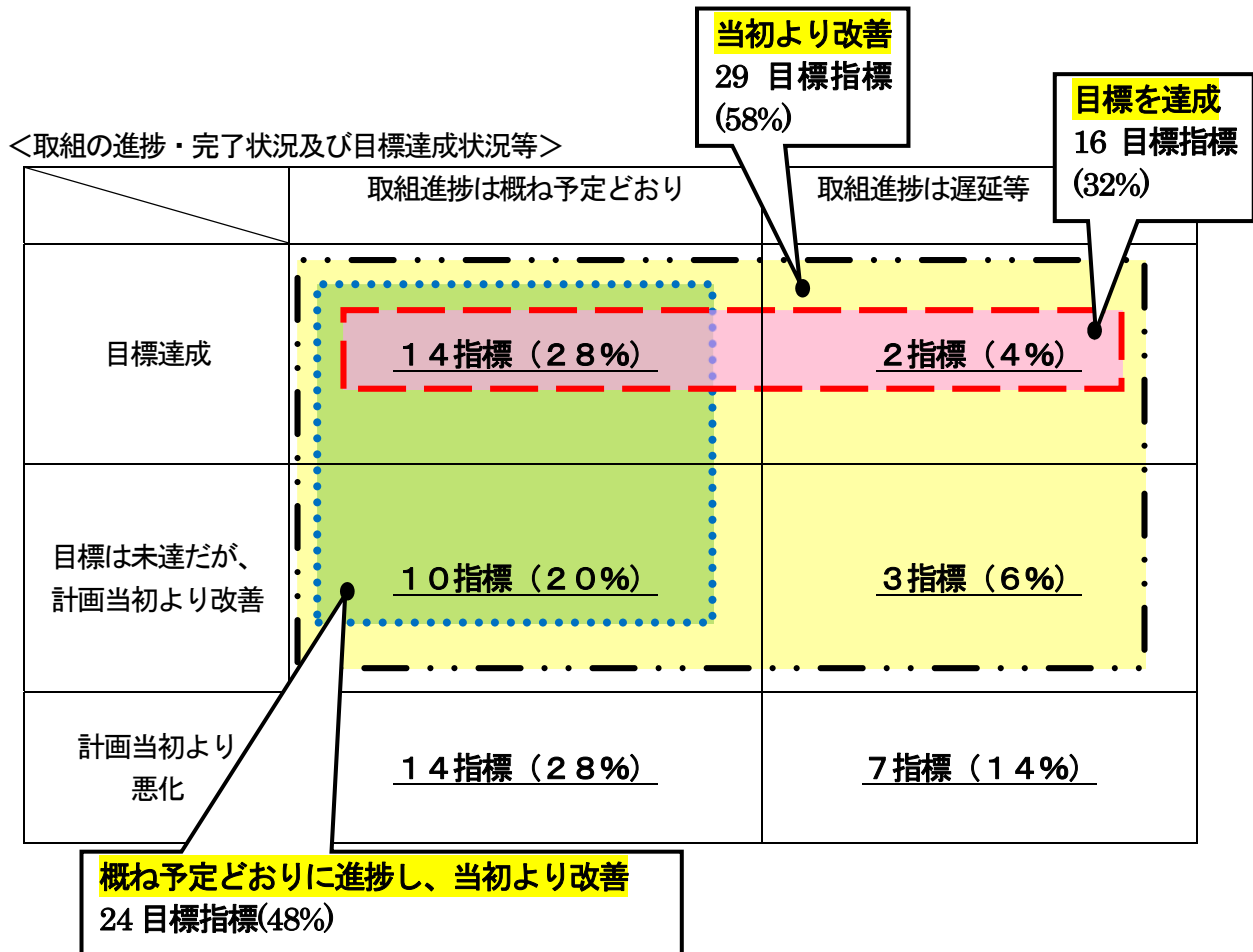 当初より改善
29 目標指標
(58%)
目標を達成
16 目標指標
(32%)
＜取組の進捗・完了状況及び目標達成状況等＞
取組進捗は概ね予定どおり
取組進捗は遅延等
目標達成
１４指標（２８％）
２指標（４％）
目標は未達だが、
計画当初より改善
１０指標（２０％）
３指標（６％）
計画当初より
悪化
１４指標（２８％）
７指標（１４％）
概ね予定どおりに進捗し、当初より改善
24 目標指標(48%)